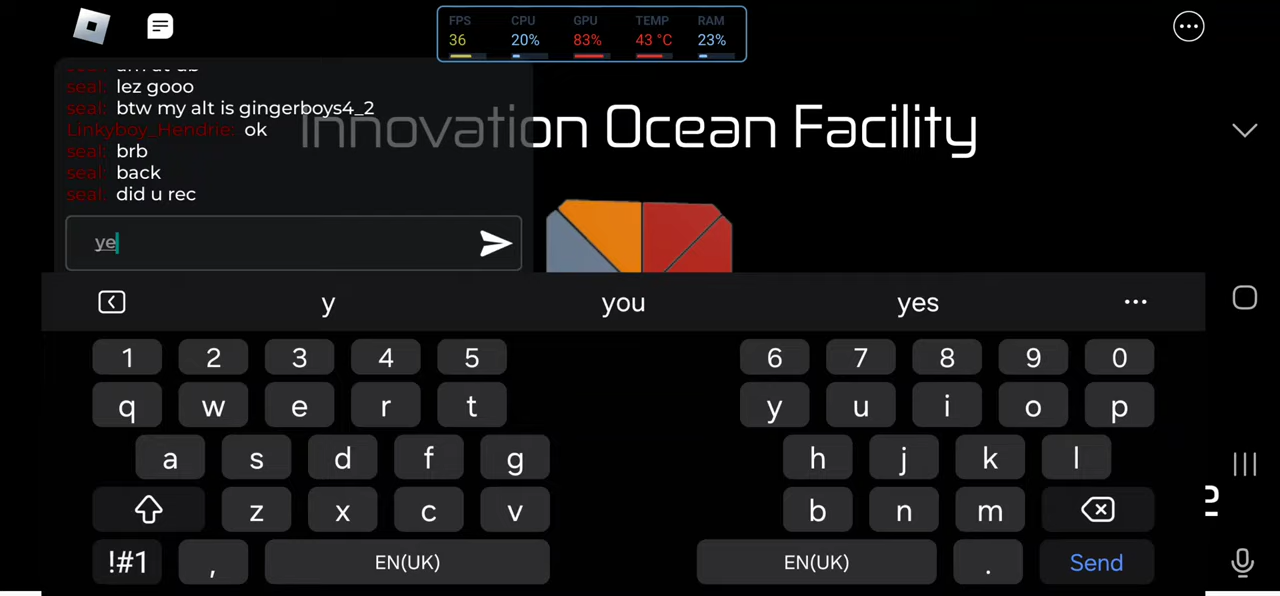 FPS CPU GPU TEMP RAM
36 20% 83% 43 °C 23%
seal: lez gooo
seal: btw my alt is gingerboys4_2
Linkyboy_Hendrie: ok
seal: brb
seal: back
seal: did u rec
Innovation Ocean Facility
ye
y you yes
1 2 3 4 5 6 7 8 9 0
q w e r t y u i o p
a s d f g h j k l
z x c v b n m
!#1 , EN(UK) EN(UK) . Send